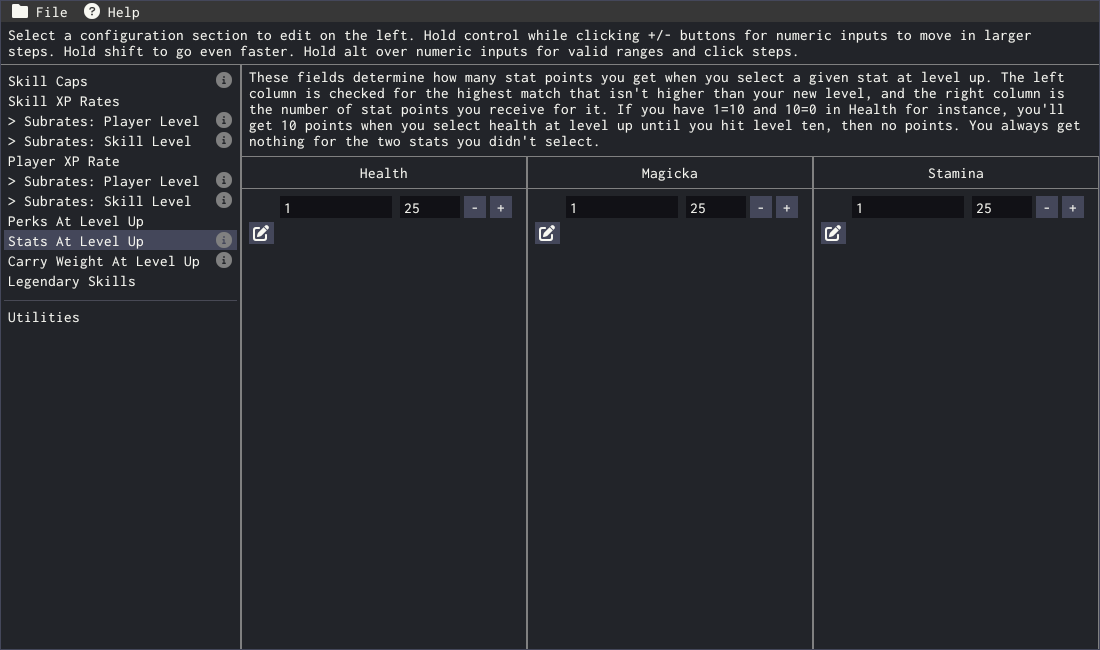 File Help
Select a configuration section to edit on the left. Hold control while clicking +/- buttons for numeric inputs to move in larger
steps. Hold shift to go even faster. Hold alt over numeric inputs for valid ranges and click steps.
Skill Caps
Skill XP Rates
> Subrates: Player Level
> Subrates: Skill Level
Player XP Rate
> Subrates: Player Level
> Subrates: Skill Level
Perks At Level Up
Stats At Level Up
Carry Weight At Level Up
Legendary Skills
Utilities
These fields determine how many stat points you get when you select a given stat at level up. The left
column is checked for the highest match that isn't higher than your new level, and the right column is
the number of stat points you receive for it. If you have 1=10 and 10=0 in Health for instance, you'll
get 10 points when you select health at level up until you hit level ten, then no points. You always get
nothing for the two stats you didn't select.
Health Magicka Stamina
1 25 - + 1 25 - + 1 25 - +